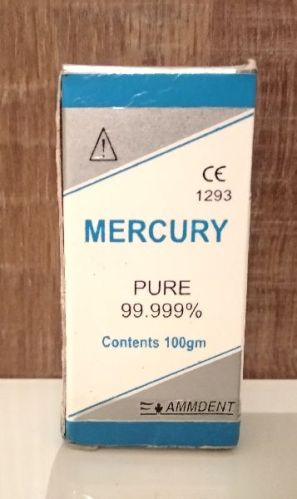 CE
1293
MERCURY
PURE
99.999%
Contents 100gm
AMMDENT